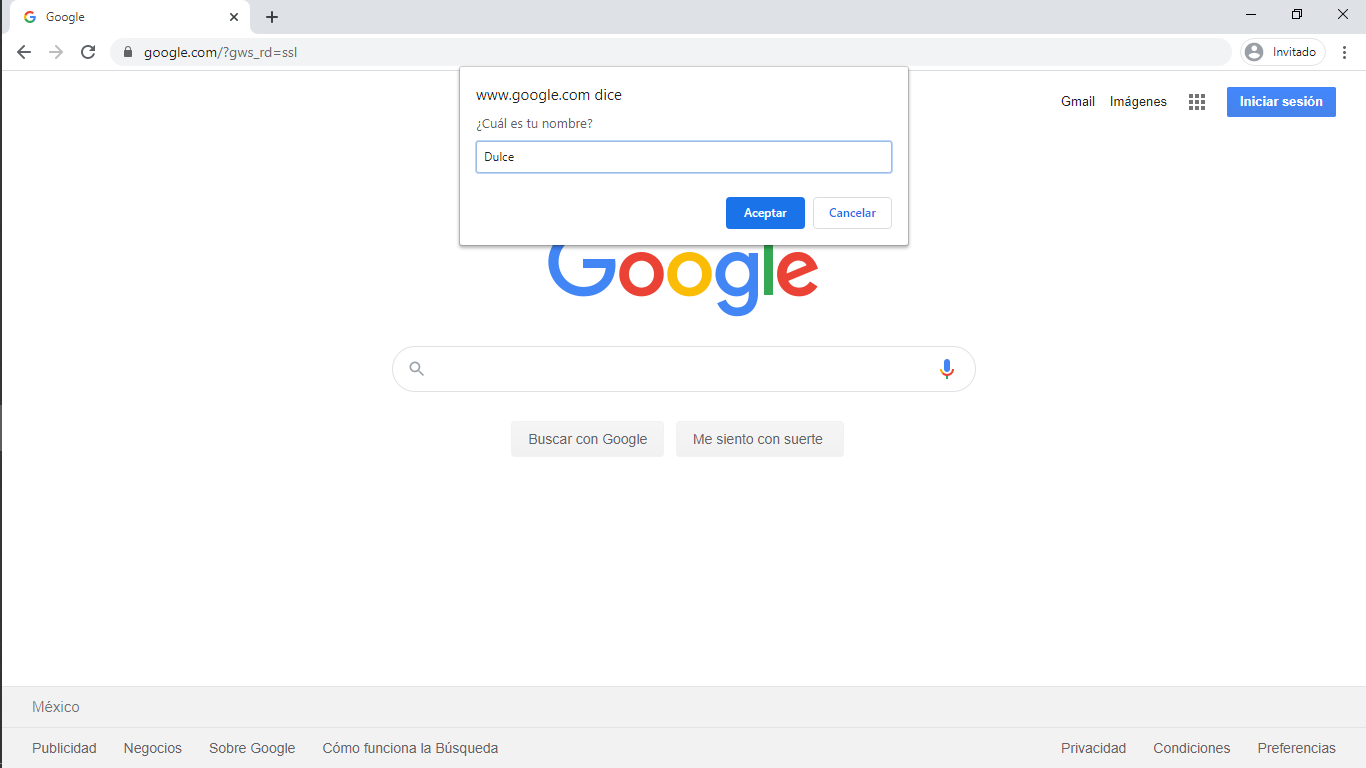 Google
google.com/?gws_rd=ssl
Invitado
www.google.com dice
¿Cuál es tu nombre?
Dulce
Aceptar Cancelar
Gmail Imágenes Iniciar sesión
Google
Buscar con Google Me siento con suerte
México
Publicidad Negocios Sobre Google Cómo funciona la Búsqueda Privacidad Condiciones Preferencias